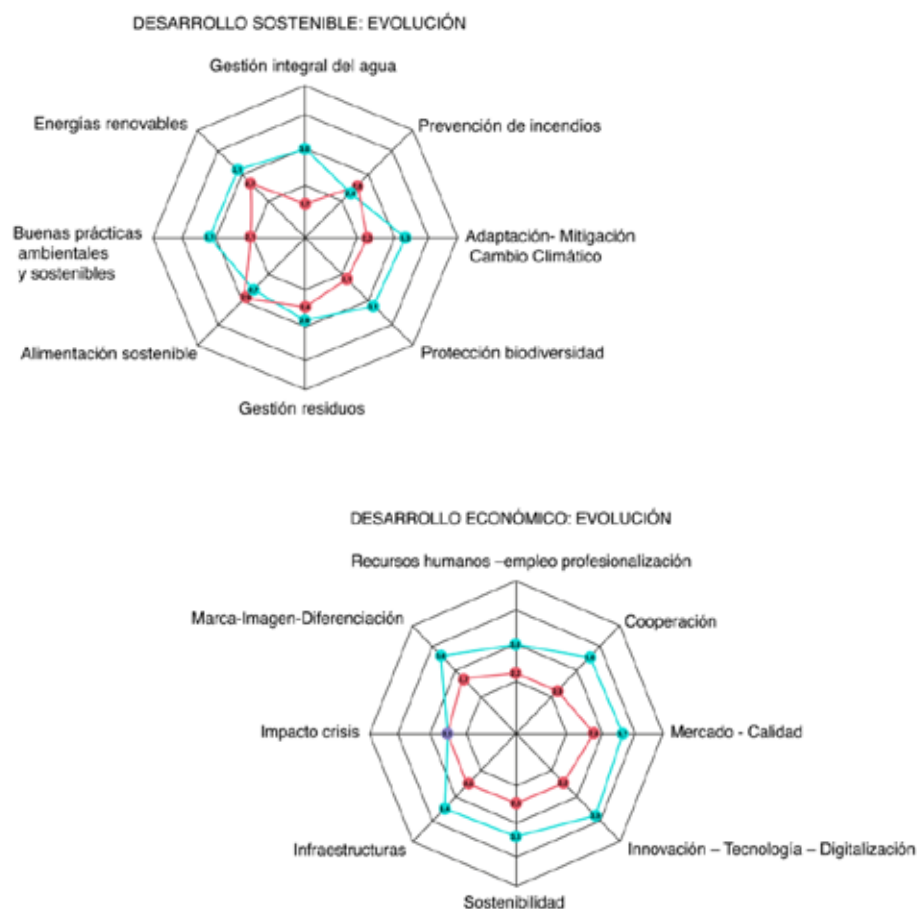 DESARROLLO SOSTENIBLE: EVOLUCIÓN
Gestión integral del agua
Energías renovables
Prevención de incendios
Buenas prácticas
ambientales
y sostenibles
Adaptación- Mitigación
Cambio Climático
Alimentación sostenible
Protección biodiversidad
Gestión residuos
DESARROLLO ECONÓMICO: EVOLUCIÓN
Recursos humanos –empleo profesionalización
Marca-Imagen-Diferenciación
Cooperación
Impacto crisis
Mercado - Calidad
Infraestructuras
Innovación – Tecnología – Digitalización
Sostenibilidad